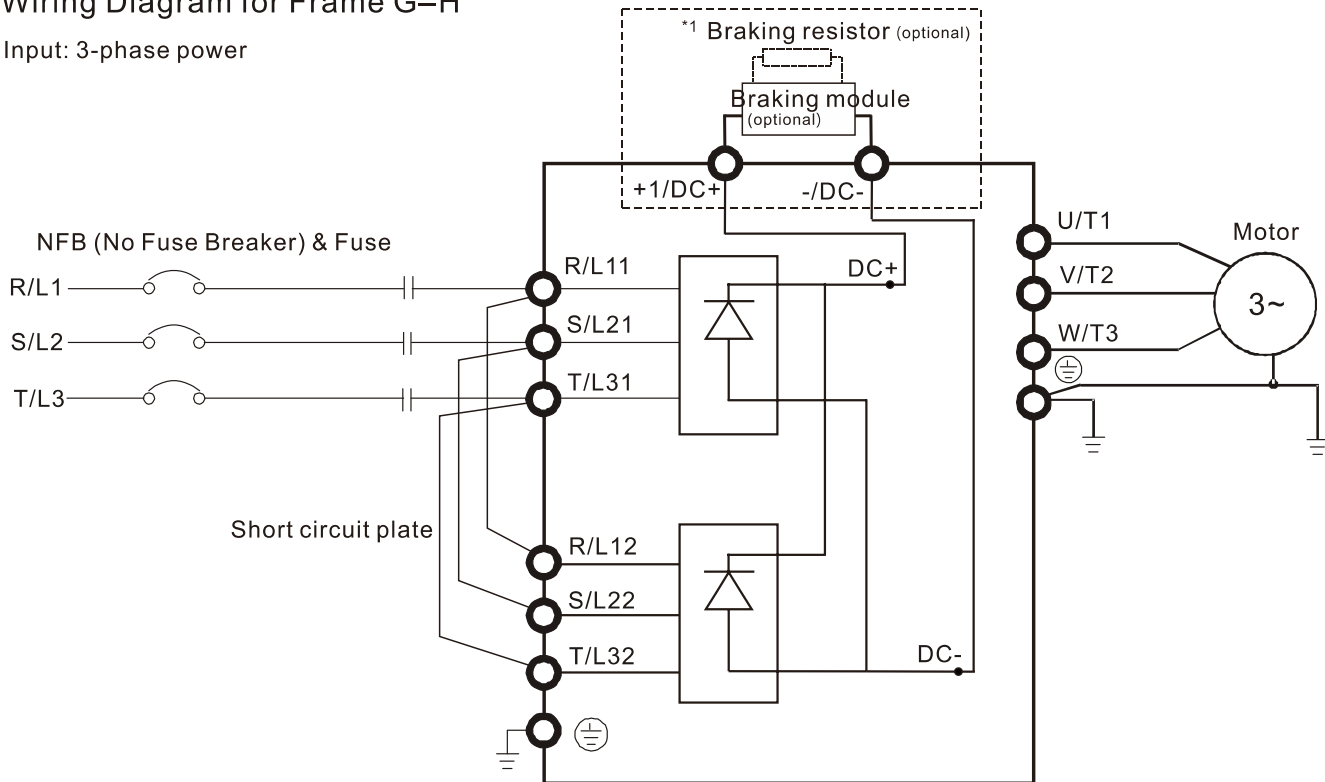 Wiring Diagram for Frame G–H
Input: 3-phase power
*1 Braking resistor (optional)
Braking module
(optional)
+1/DC+
-/DC-
NFB (No Fuse Breaker) & Fuse
R/L1
S/L2
T/L3
R/L11
S/L21
T/L31
DC+
U/T1
V/T2
W/T3
Motor
3~
Short circuit plate
R/L12
S/L22
T/L32
DC-